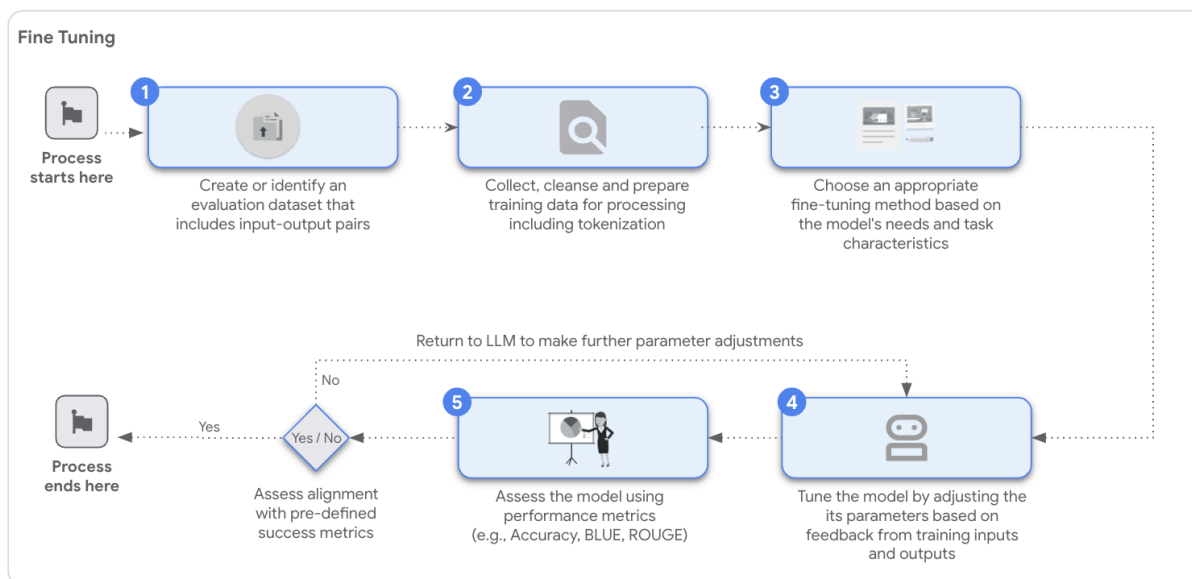 Fine Tuning
Process
starts here
1
Create or identify an
evaluation dataset that
includes input-output pairs
2
Collect, cleanse and prepare
training data for processing
including tokenization
3
Choose an appropriate
fine-tuning method based on
the model's needs and task
characteristics
Return to LLM to make further parameter adjustments
No
4
Tune the model by adjusting the
its parameters based on
feedback from training inputs
and outputs
5
Assess the model using
performance metrics
(e.g., Accuracy, BLUE, ROUGE)
Yes / No
Assess alignment
with pre-defined
success metrics
Yes
Process
ends here